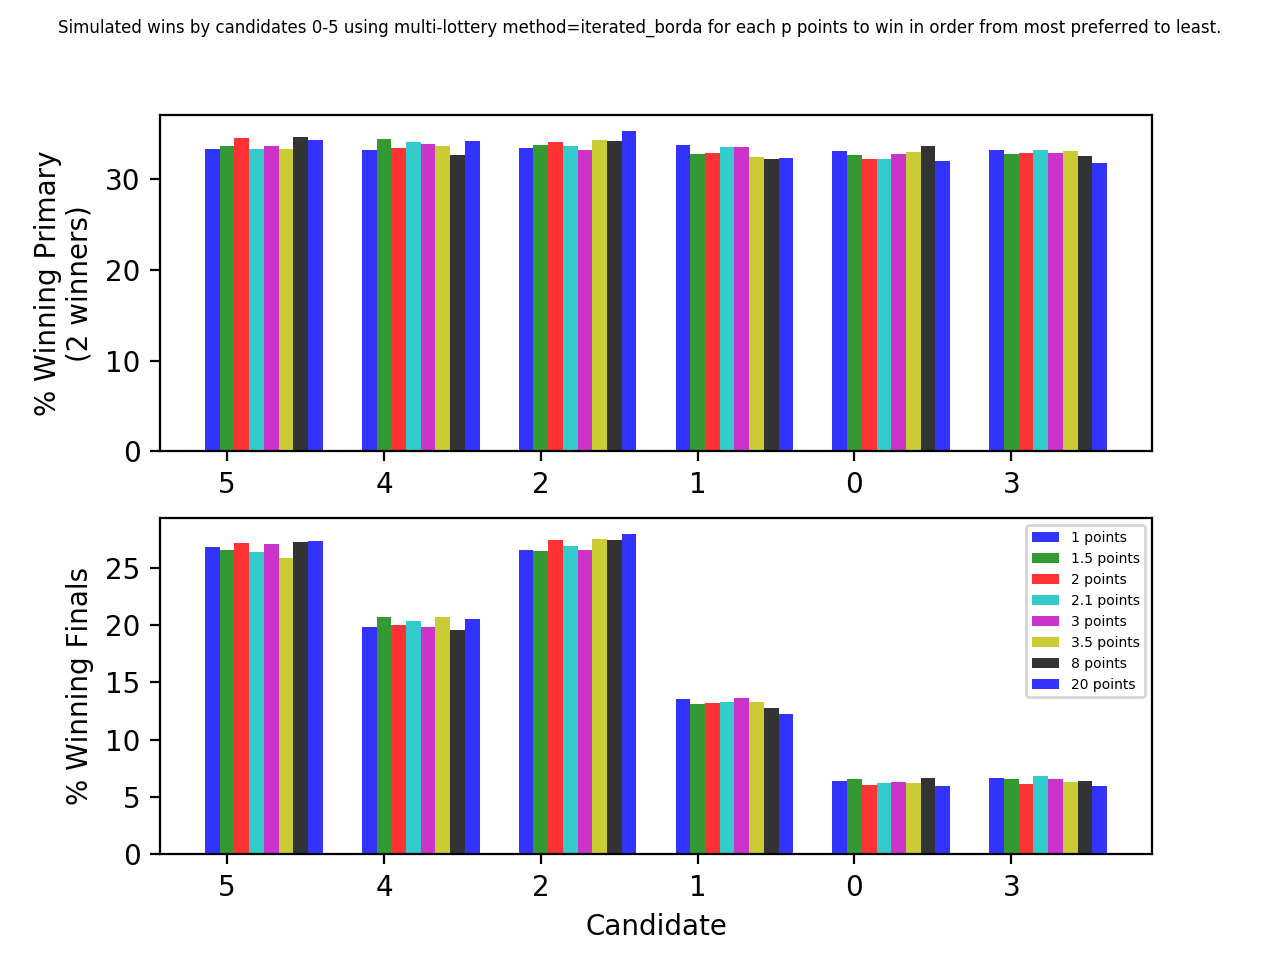 Simulated wins by candidates 0-5 using multi-lottery method=iterated_borda for each p points to win in order from most preferred to least.
% Winning Primary
(2 winners)
30
20
10
0
5 4 2 1 0 3
% Winning Finals
25
20
15
10
5
0
1 points
1.5 points
2 points
2.1 points
3 points
3.5 points
8 points
20 points
5 4 2 1 0 3
Candidate